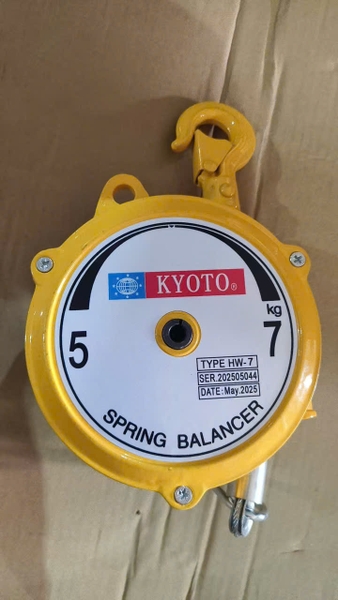 KYOTO®
5
kg
7
TYPE HW-7
SER.202505044
DATE: May.2025
SPRING BALANCER